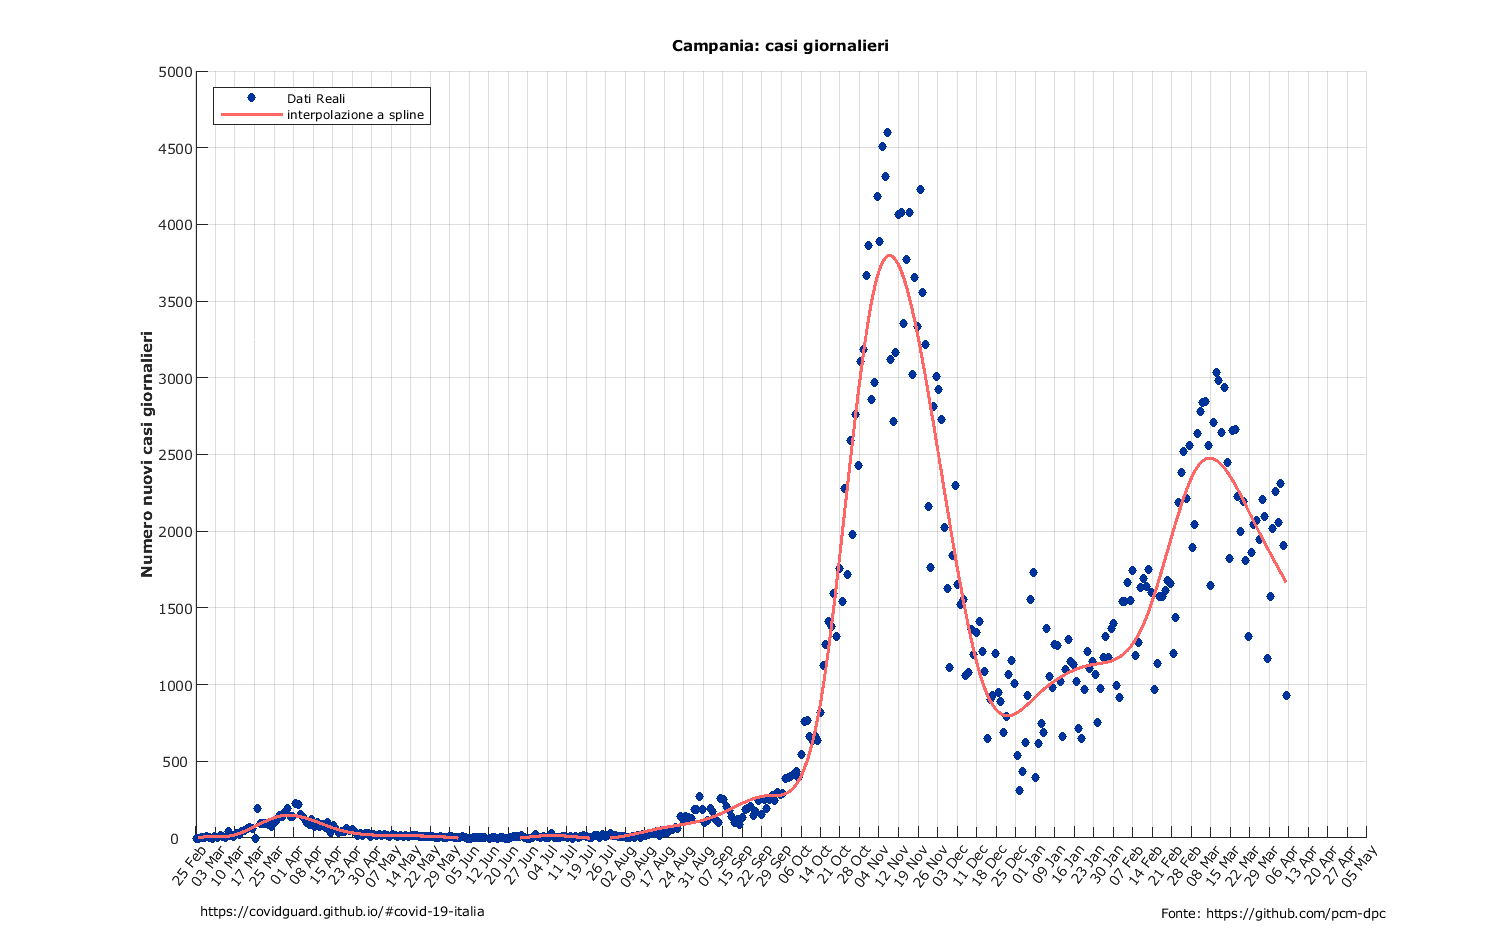 Campania: casi giornalieri
5000
4500
4000
3500
3000
2500
2000
1500
1000
500
0
Numero nuovi casi giornalieri
Dati Reali
interpolazione a spline
25 Feb
03 Mar
10 Mar
17 Mar
25 Mar
01 Apr
08 Apr
15 Apr
23 Apr
30 Apr
07 May
14 May
22 May
29 May
05 Jun
12 Jun
20 Jun
27 Jun
04 Jul
11 Jul
19 Jul
26 Jul
02 Aug
09 Aug
17 Aug
24 Aug
31 Aug
07 Sep
15 Sep
22 Sep
29 Sep
06 Oct
14 Oct
21 Oct
28 Oct
04 Nov
12 Nov
19 Nov
26 Nov
03 Dec
11 Dec
18 Dec
25 Dec
01 Jan
09 Jan
16 Jan
23 Jan
30 Jan
07 Feb
14 Feb
21 Feb
28 Feb
08 Mar
15 Mar
22 Mar
29 Mar
06 Apr
13 Apr
20 Apr
27 Apr
05 May
https://covidguard.github.io/#covid-19-italia
Fonte: https://github.com/pcm-dpc